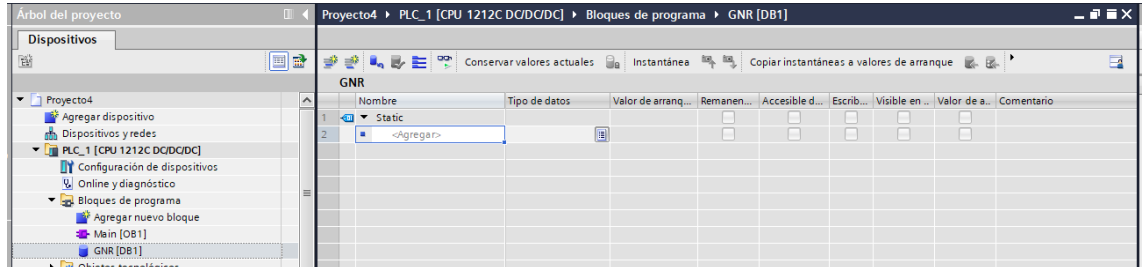 Árbol del proyecto
Dispositivos
Proyecto4
Agregar dispositivo
Dispositivos y redes
PLC_1 [CPU 1212C DC/DC/DC]
Configuración de dispositivos
Online y diagnóstico
Bloques de programa
Agregar nuevo bloque
Main [OB1]
GNR [DB1]
Objetos tecnológicos
Proyecto4 PLC_1 [CPU 1212C DC/DC/DC] Bloques de programa GNR [DB1]
Conservar valores actuales Instantánea Copiar instantáneas a valores de arranque
GNR
Nombre Tipo de datos Valor de arranq... Remanen... Accesible d... Escrib... Visible en .. Valor de a.. Comentario
1 Static
2 <Agregar>